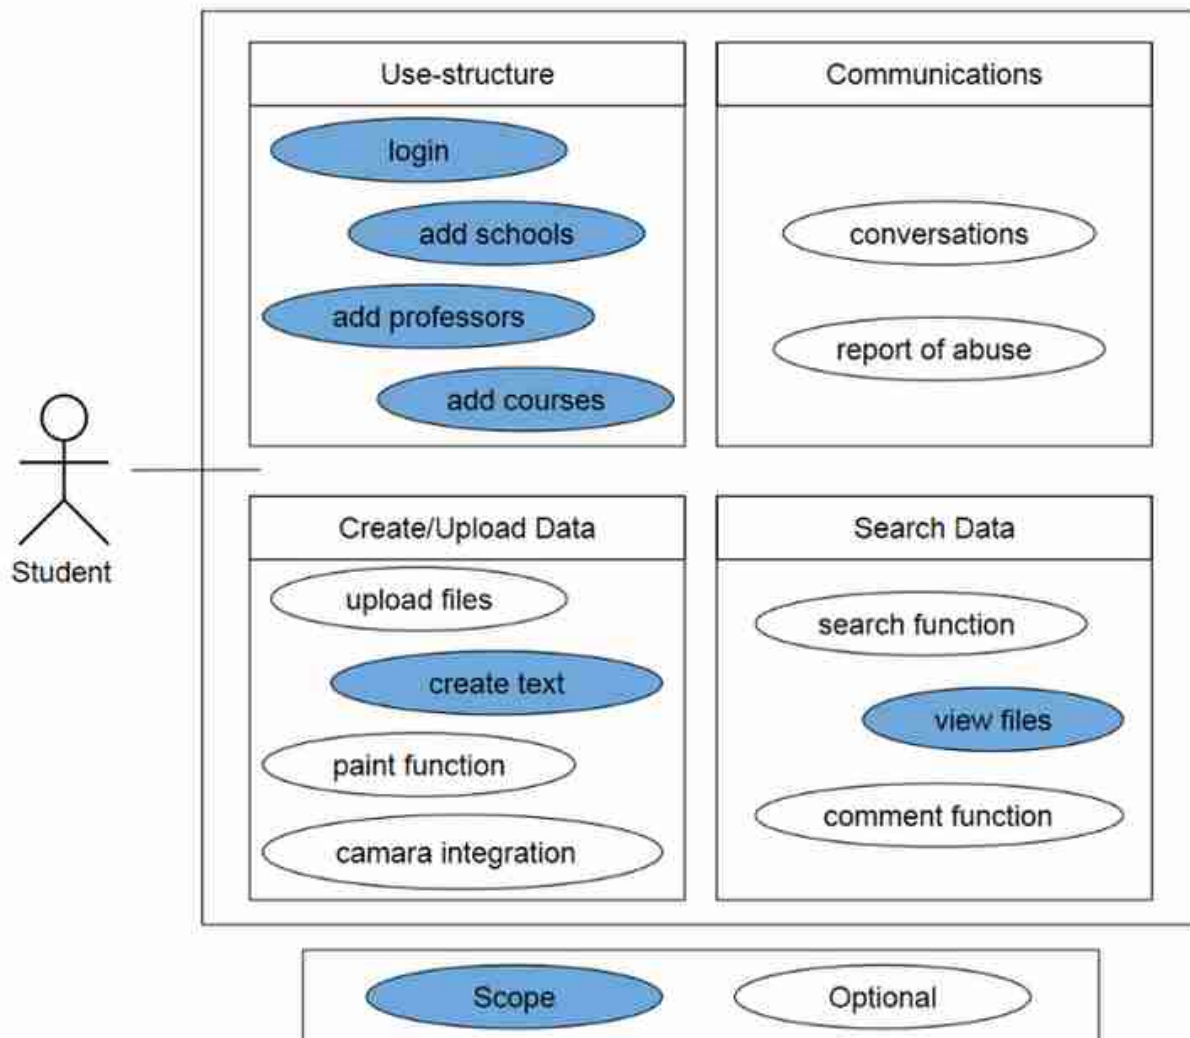 Use-structure
login
add schools
add professors
add courses
Communications
conversations
report of abuse
Student
Create/Upload Data
upload files
create text
paint function
camara integration
Search Data
search function
view files
comment function
Scope
Optional